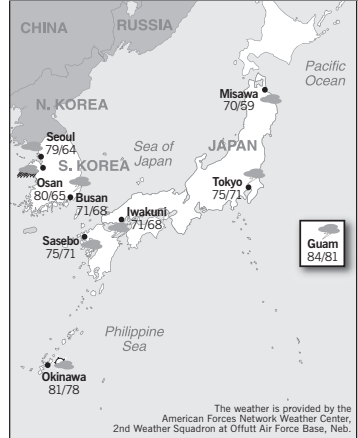 CHINA
RUSSIA
Pacific
Ocean
N. KOREA
Misawa
70/59
Seoul
79/64
Sea of
Japan
JAPAN
S. KOREA
Osan
80/65
Busan
71/68
Tokyo
75/71
Iwakuni
71/68
Sasebo
75/71
Guam
84/81
Philippine
Sea
Okinawa
81/78
The weather is provided by the
American Forces Network Weather Center,
2nd Weather Squadron at Offutt Air Force Base, Neb.